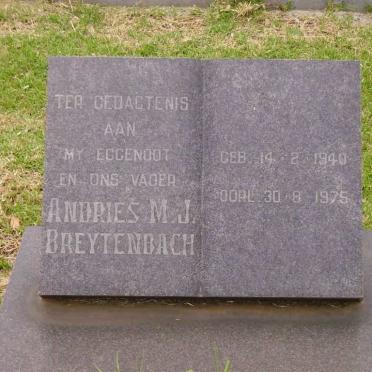 TER GEDAGTENIS
AAN
MY EGGENOOT
EN ONS VADER
ANDRIES M.J.
BREYTENBACH
GEB. 14·2·1940
OORL. 30·8·1975